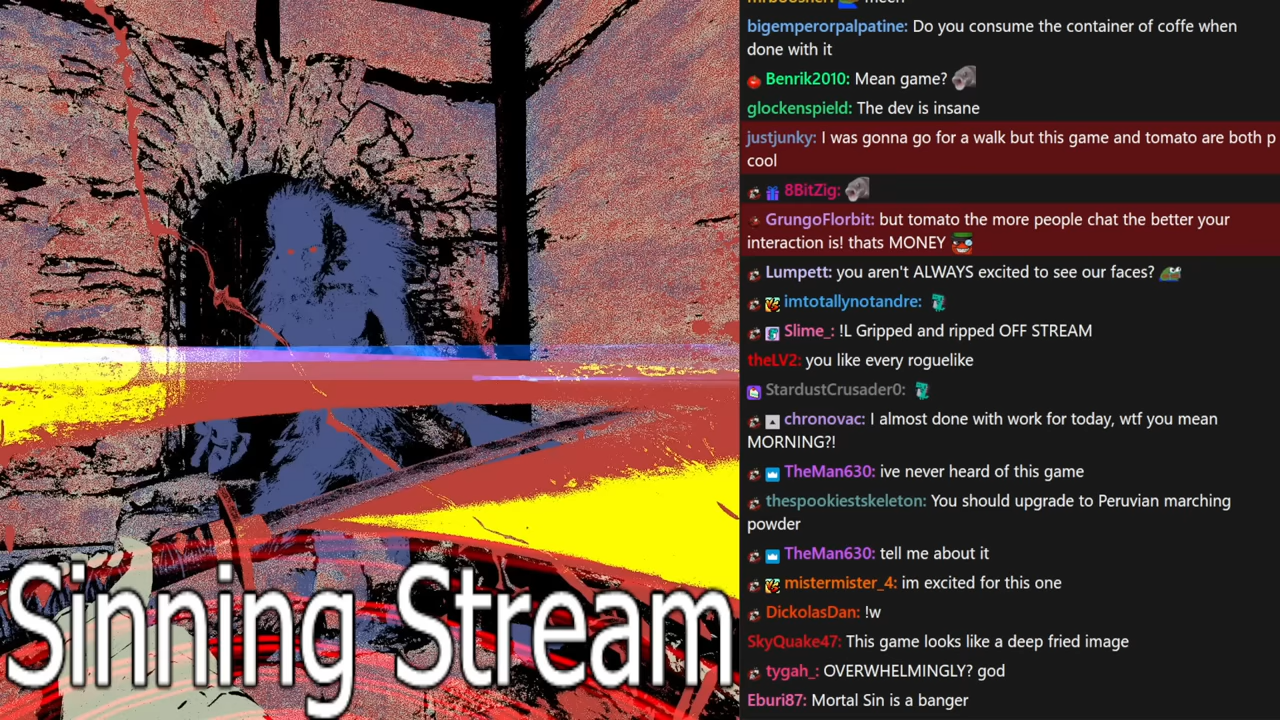 meen
bigemperorpalpatine: Do you consume the container of coffe when
done with it
Benrik2010: Mean game?
glockenspield: The dev is insane
justjunky: I was gonna go for a walk but this game and tomato are both p
cool
8BitZig:
GrungoFlorbit: but tomato the more people chat the better your
interaction is! thats MONEY
Lumpett: you aren't ALWAYS excited to see our faces?
imtotallynotandre:
Slime_: !L Gripped and ripped OFF STREAM
theLV2: you like every roguelike
StardustCrusader0:
chronovac: I almost done with work for today, wtf you mean
MORNING?!
TheMan630: ive never heard of this game
thespookiestskeleton: You should upgrade to Peruvian marching
powder
TheMan630: tell me about it
mistermister_4: im excited for this one
DickolasDan: !w
SkyQuake47: This game looks like a deep fried image
tygah_: OVERWHELMINGLY? god
Eburi87: Mortal Sin is a banger
Sinning Stream